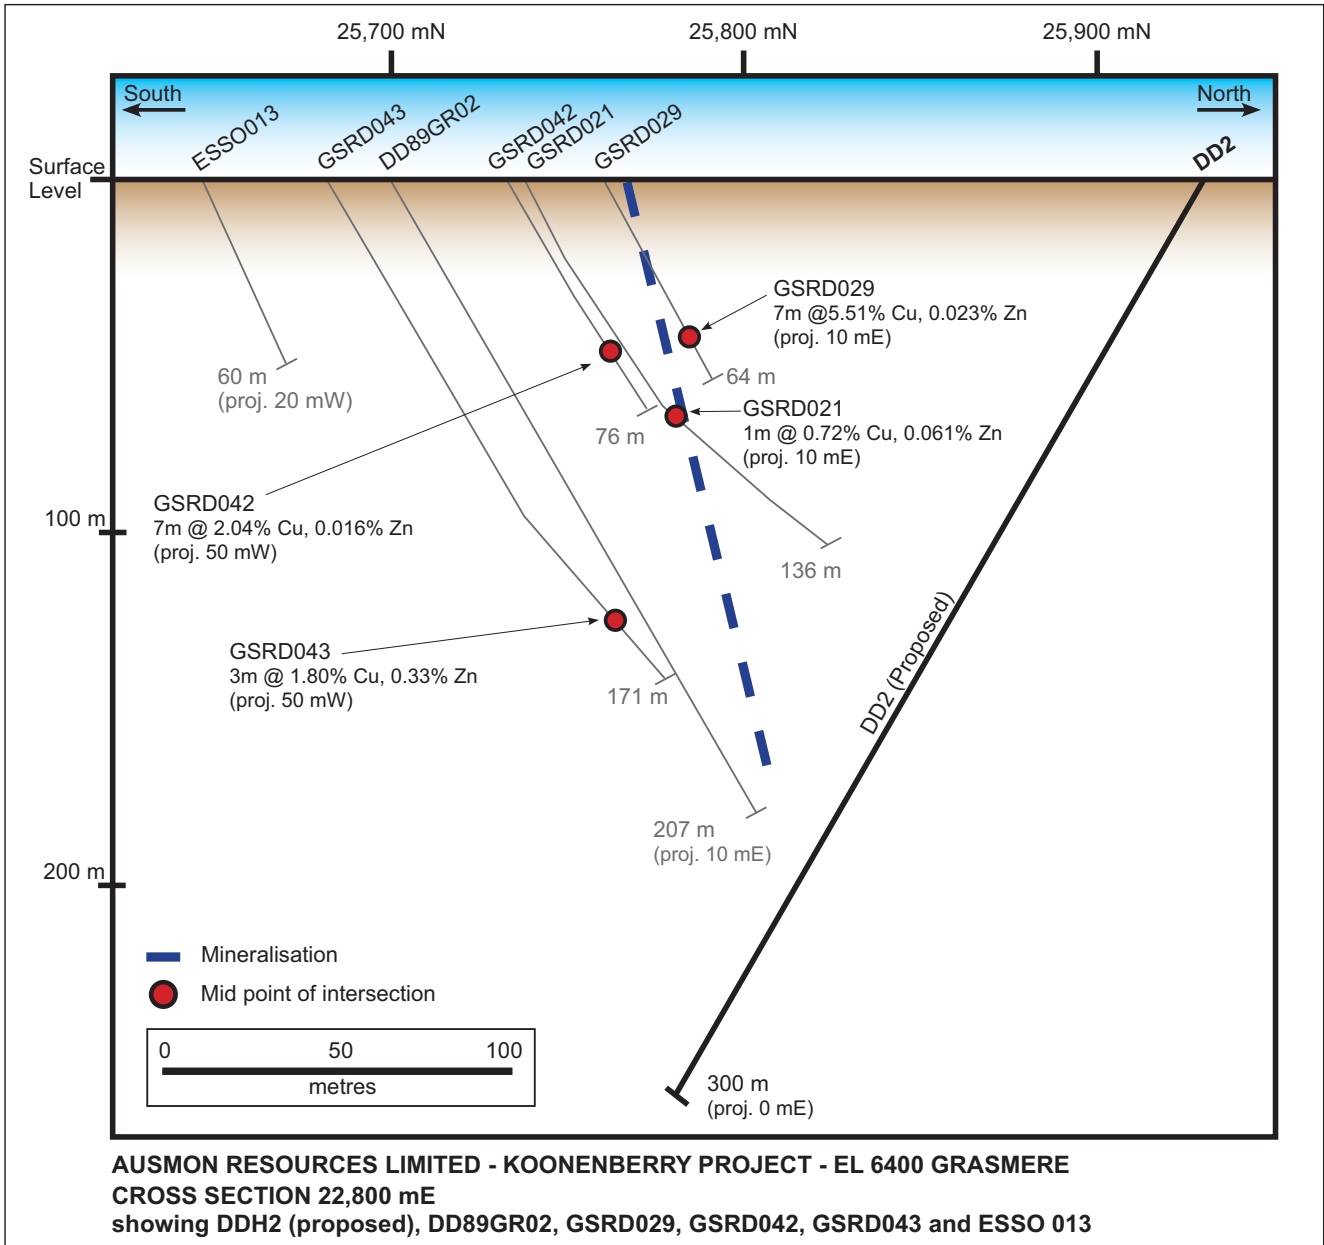 25,700 mN
25,800 mN
25,900 mN
South
North
ESSO013
GSRD043
DD89GR02
GSRD042
GSRD021
GSRD029
DD2
Surface
Level
GSRD029
7m @5.51% Cu, 0.023% Zn
(proj. 10 mE)
60 m
(proj. 20 mW)
64 m
GSRD021
1m @ 0.72% Cu, 0.061% Zn
(proj. 10 mE)
76 m
GSRD042
7m @ 2.04% Cu, 0.016% Zn
(proj. 50 mW)
100 m
136 m
DD2 (Proposed)
GSRD043
3m @ 1.80% Cu, 0.33% Zn
(proj. 50 mW)
171 m
207 m
(proj. 10 mE)
200 m
Mineralisation
Mid point of intersection
0 50 100
metres
300 m
(proj. 0 mE)
AUSMON RESOURCES LIMITED - KOONENBERRY PROJECT - EL 6400 GRASMERE
CROSS SECTION 22,800 mE
showing DDH2 (proposed), DD89GR02, GSRD029, GSRD042, GSRD043 and ESSO 013